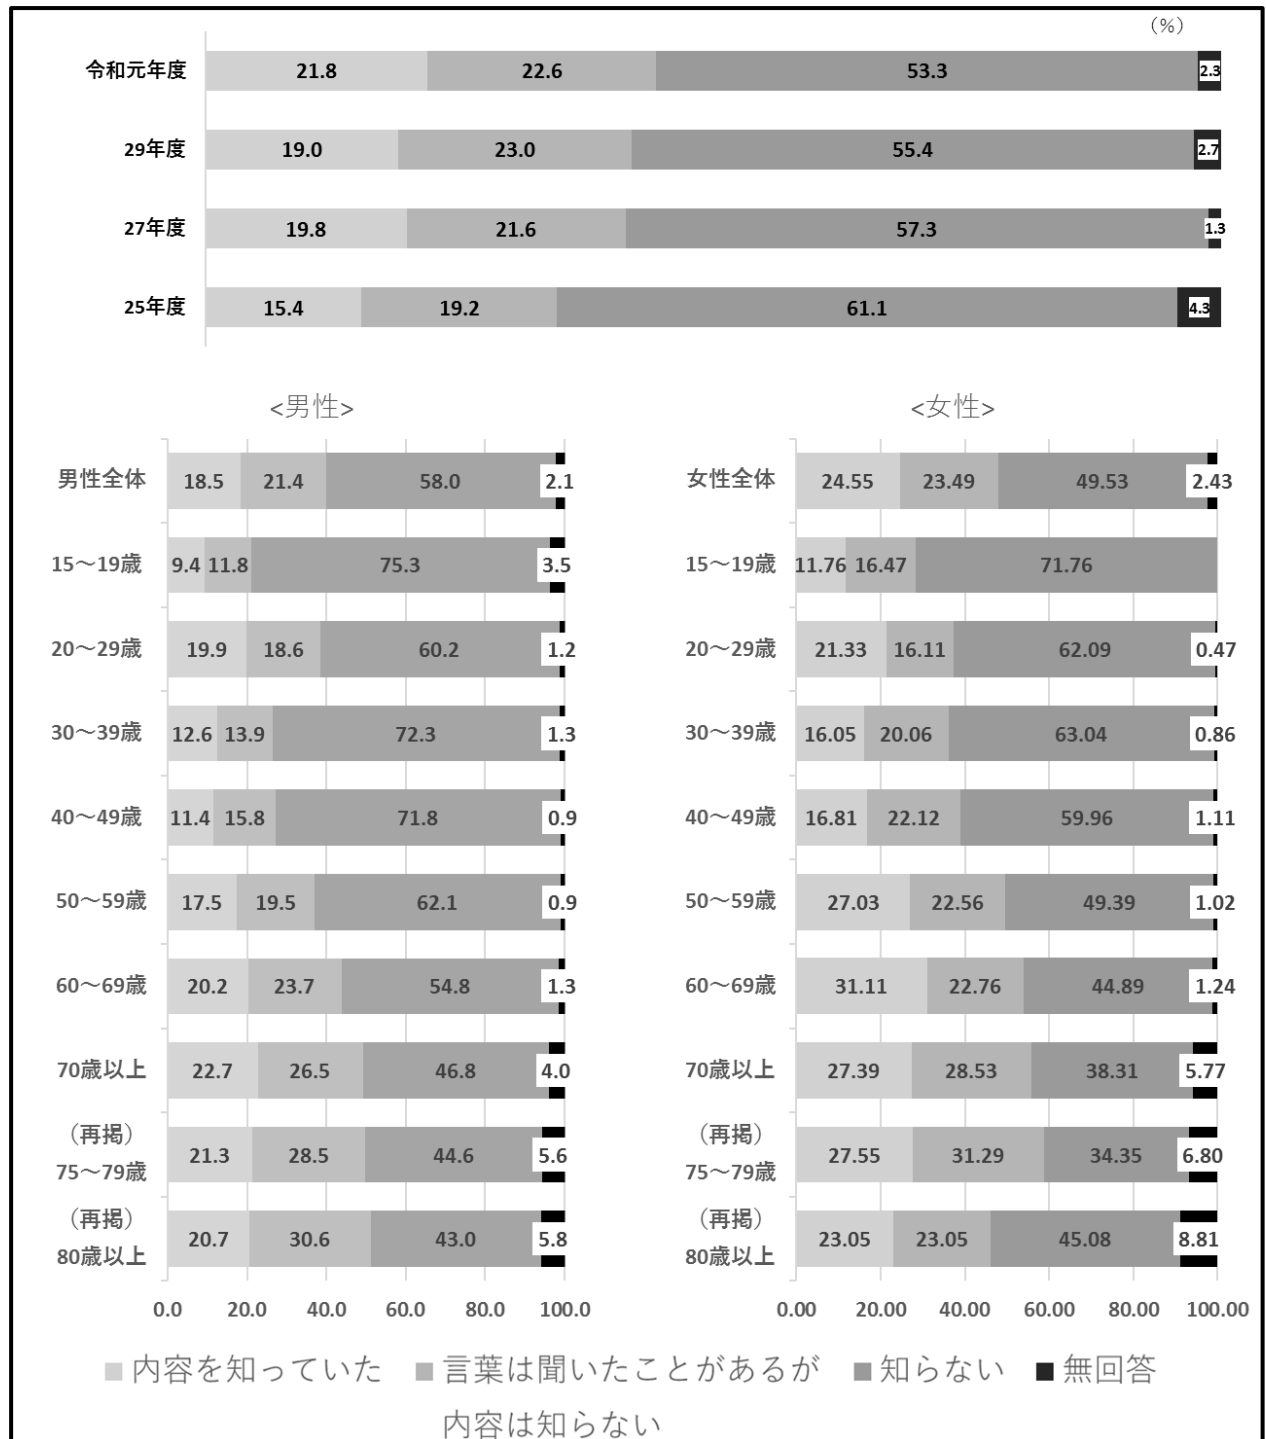 （%）
令和元年度 21.8 22.6 53.3 2.3
29年度 19.0 23.0 55.4 2.7
27年度 19.8 21.6 57.3 1.3
25年度 15.4 19.2 61.1 4.3
<男性>
男性全体 18.5 21.4 58.0 2.1
15～19歳 9.4 11.8 75.3 3.5
20～29歳 19.9 18.6 60.2 1.2
30～39歳 12.6 13.9 72.3 1.3
40～49歳 11.4 15.8 71.8 0.9
50～59歳 17.5 19.5 62.1 0.9
60～69歳 20.2 23.7 54.8 1.3
70歳以上 22.7 26.5 46.8 4.0
（再掲）
75～79歳 21.3 28.5 44.6 5.6
（再掲）
80歳以上 20.7 30.6 43.0 5.8
0.0 20.0 40.0 60.0 80.0 100.0
<女性>
女性全体 24.55 23.49 49.53 2.43
15～19歳 11.76 16.47 71.76
20～29歳 21.33 16.11 62.09 0.47
30～39歳 16.05 20.06 63.04 0.86
40～49歳 16.81 22.12 59.96 1.11
50～59歳 27.03 22.56 49.39 1.02
60～69歳 31.11 22.76 44.89 1.24
70歳以上 27.39 28.53 38.31 5.77
（再掲）
75～79歳 27.55 31.29 34.35 6.80
（再掲）
80歳以上 23.05 23.05 45.08 8.81
0.00 20.00 40.00 60.00 80.00 100.00
内容を知っていた 言葉は聞いたことがあるが 知らない 無回答
内容は知らない